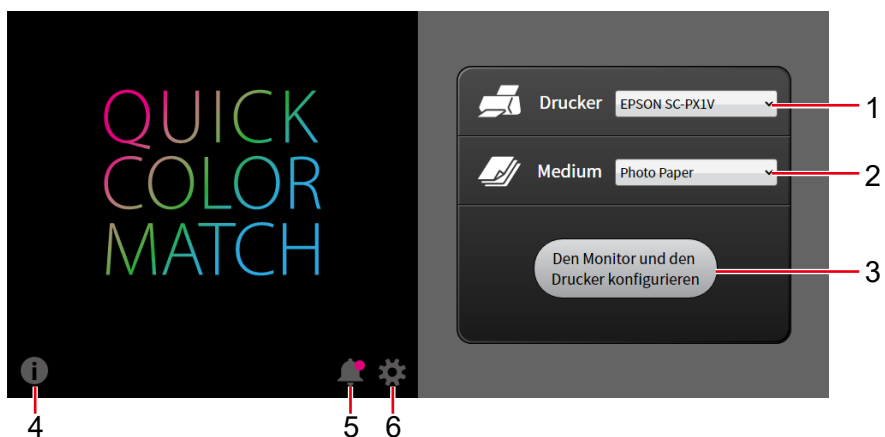 QUICK
COLOR
MATCH
Drucker
EPSON SC-PX1V
Medium
Photo Paper
Den Monitor und den
Drucker konfigurieren
1
2
3
4
5
6